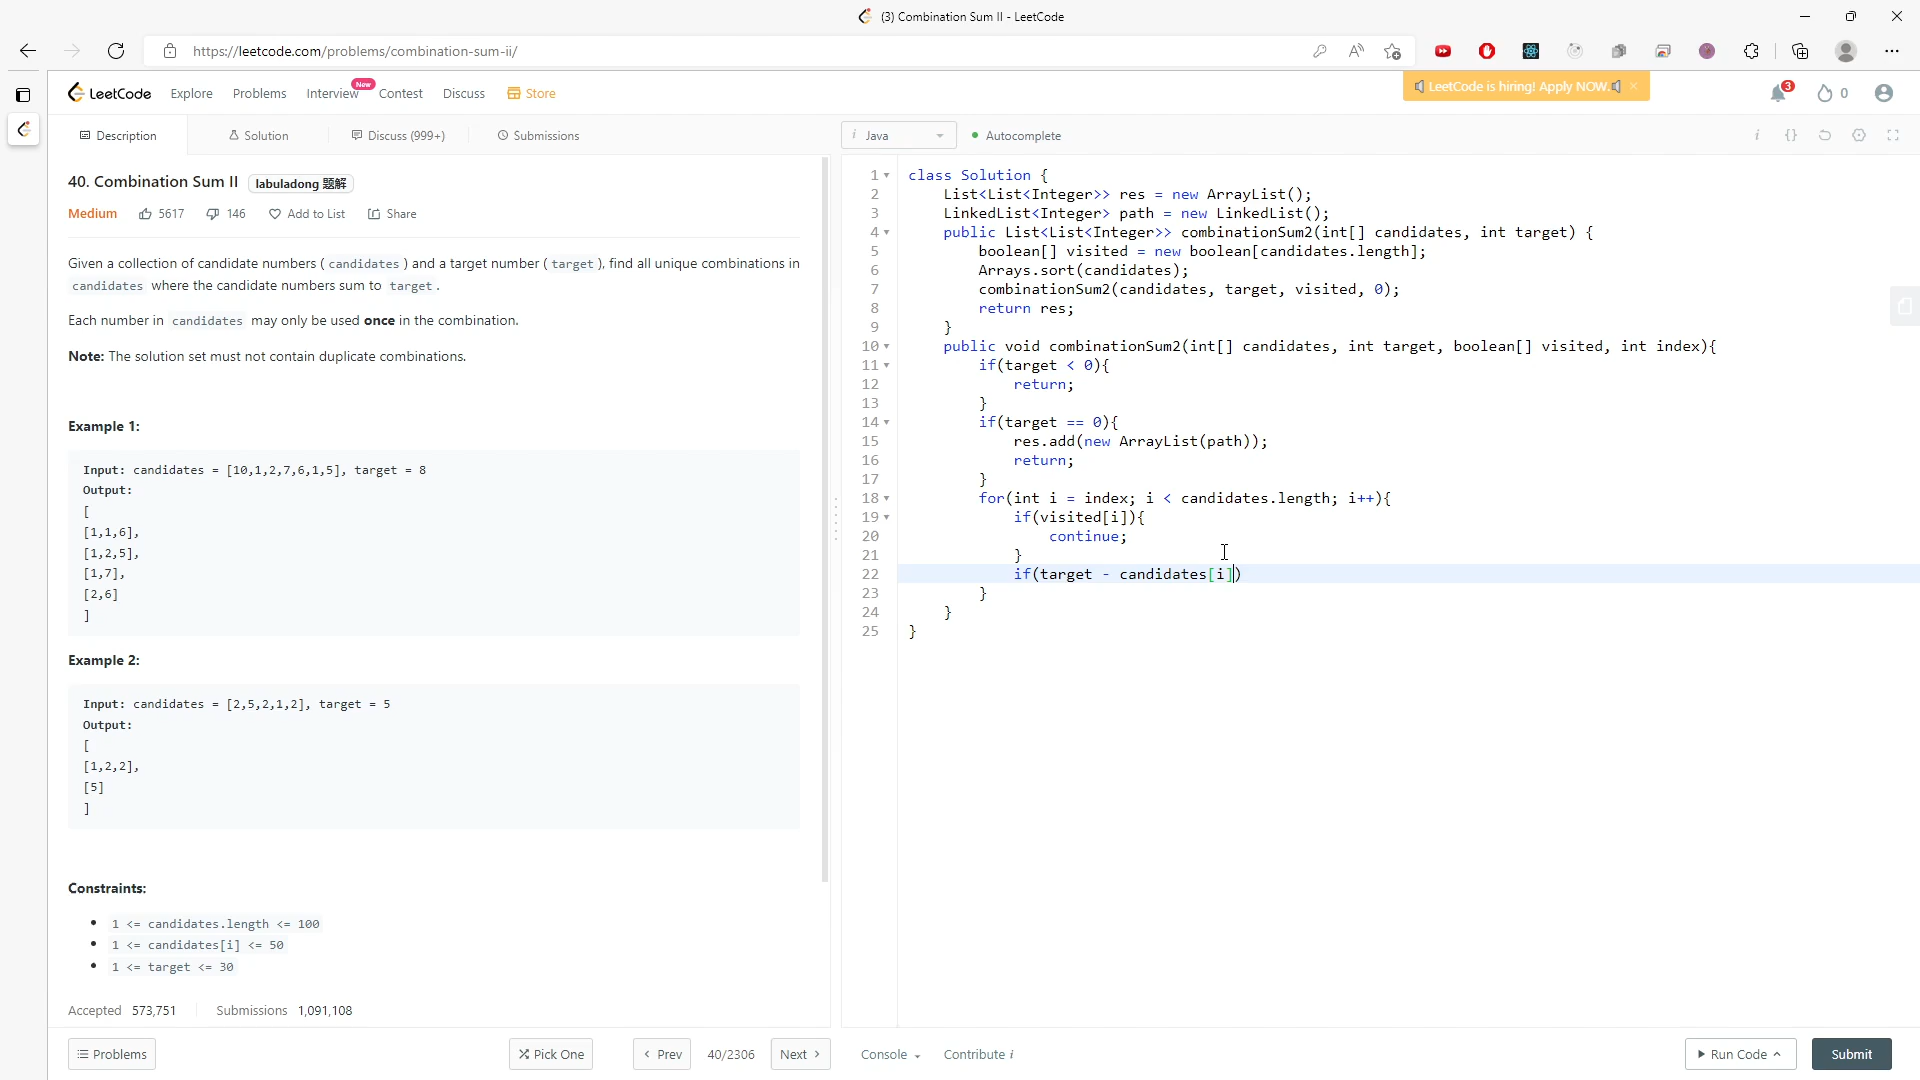 (3) Combination Sum II - LeetCode
https://leetcode.com/problems/combination-sum-ii/
LeetCode Explore Problems Interview New Contest Discuss Store
LeetCode is hiring! Apply NOW.
3 0
Description Solution Discuss (999+) Submissions
i Java Autocomplete
40. Combination Sum II labuladong 题解
Medium 5617 146 Add to List Share
Given a collection of candidate numbers ( candidates ) and a target number ( target ), find all unique combinations in
candidates where the candidate numbers sum to target .
Each number in candidates may only be used once in the combination.
Note: The solution set must not contain duplicate combinations.
Example 1:
Input: candidates = [10,1,2,7,6,1,5], target = 8
Output:
[
[1,1,6],
[1,2,5],
[1,7],
[2,6]
]
Example 2:
Input: candidates = [2,5,2,1,2], target = 5
Output:
[
[1,2,2],
[5]
]
Constraints:
1 <= candidates.length <= 100
1 <= candidates[i] <= 50
1 <= target <= 30
Accepted 573,751 Submissions 1,091,108
1 class Solution {
2 List<List<Integer>> res = new ArrayList();
3 LinkedList<Integer> path = new LinkedList();
4 public List<List<Integer>> combinationSum2(int[] candidates, int target) {
5 boolean[] visited = new boolean[candidates.length];
6 Arrays.sort(candidates);
7 combinationSum2(candidates, target, visited, 0);
8 return res;
9 }
10 public void combinationSum2(int[] candidates, int target, boolean[] visited, int index){
11 if(target < 0){
12 return;
13 }
14 if(target == 0){
15 res.add(new ArrayList(path));
16 return;
17 }
18 for(int i = index; i < candidates.length; i++){
19 if(visited[i]){
20 continue;
21 }
22 if(target - candidates[i])
23 }
24 }
25 }
Problems Pick One Prev 40/2306 Next Console Contribute i Run Code Submit